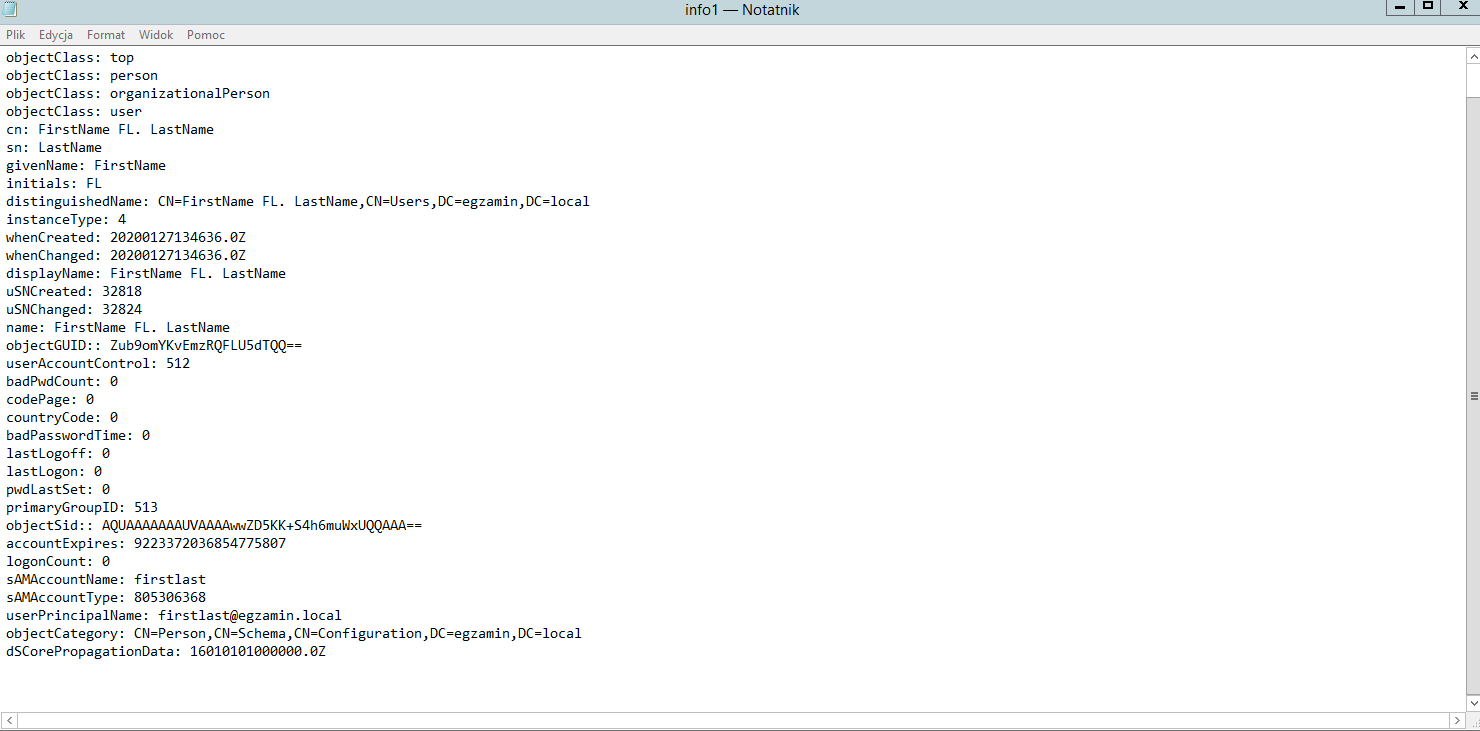 info1 — Notatnik
Plik Edycja Format Widok Pomoc
objectClass: top
objectClass: person
objectClass: organizationalPerson
objectClass: user
cn: FirstName FL. LastName
sn: LastName
givenName: FirstName
initials: FL
distinguishedName: CN=FirstName FL. LastName,CN=Users,DC=egzamin,DC=local
instanceType: 4
whenCreated: 20200127134636.0Z
whenChanged: 20200127134636.0Z
displayName: FirstName FL. LastName
uSNCreated: 32818
uSNChanged: 32824
name: FirstName FL. LastName
objectGUID:: Zub9omYKvEmzRQFLU5dTQQ==
userAccountControl: 512
badPwdCount: 0
codePage: 0
countryCode: 0
badPasswordTime: 0
lastLogoff: 0
lastLogon: 0
pwdLastSet: 0
primaryGroupID: 513
objectSid:: AQUAAAAAAAUVAAAAwwZD5KK+S4h6muWxUQQAAA==
accountExpires: 9223372036854775807
logonCount: 0
sAMAccountName: firstlast
sAMAccountType: 805306368
userPrincipalName: firstlast@egzamin.local
objectCategory: CN=Person,CN=Schema,CN=Configuration,DC=egzamin,DC=local
dSCorePropagationData: 16010101000000.0Z